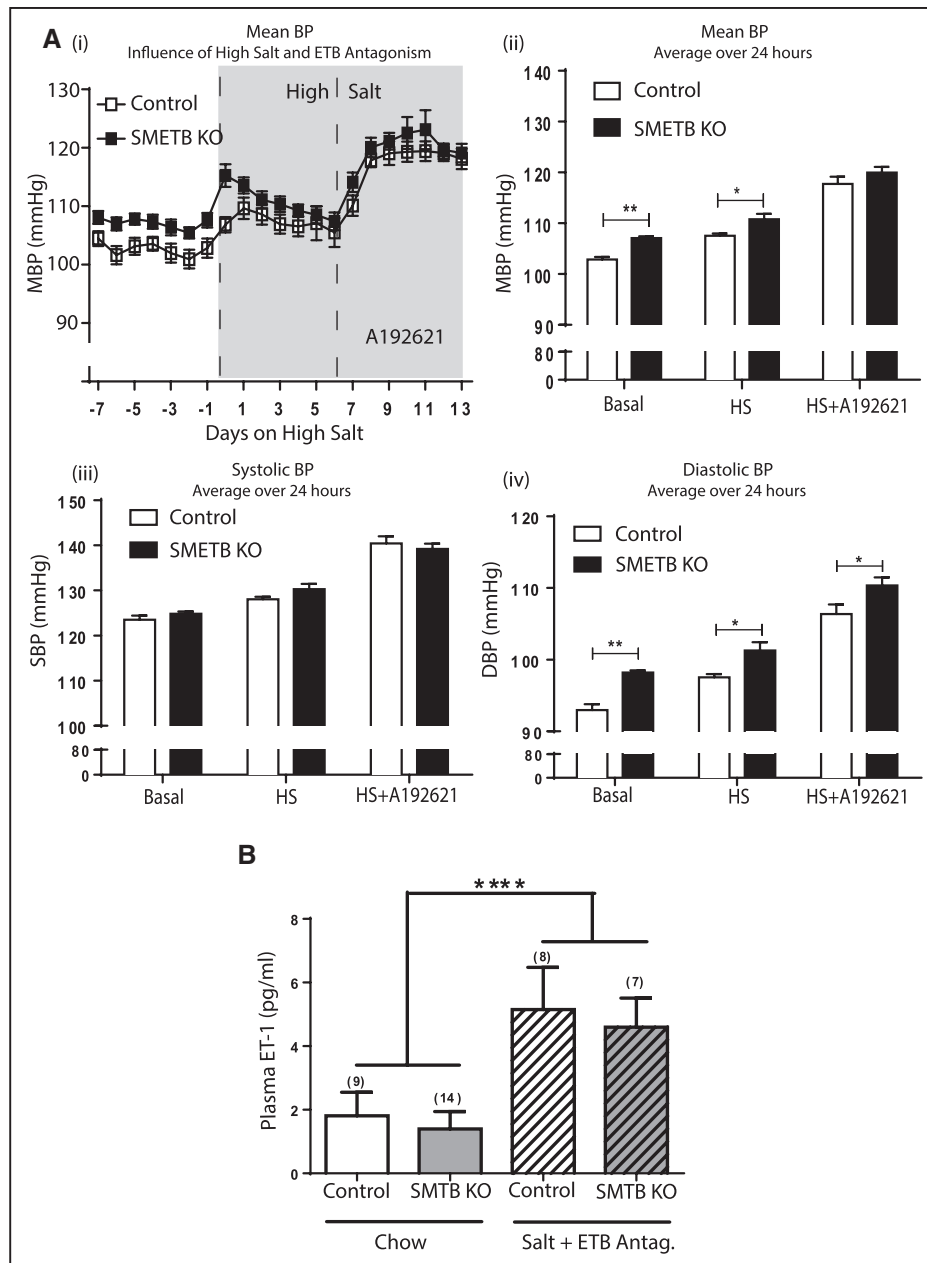 A (i)
Mean BP
Influence of High Salt and ETB Antagonism
High Salt
Control
SMETB KO
A192621
MBP (mmHg)
130
120
110
100
90
-7 -5 -3 -1 1 3 5 7 9 11 13
Days on High Salt
(ii)
Mean BP
Average over 24 hours
Control
SMETB KO
MBP (mmHg)
140
130
120
110
100
90
80
0
** *
Basal HS HS+A192621
(iii)
Systolic BP
Average over 24 hours
Control
SMETB KO
SBP (mmHg)
150
140
130
120
110
100
80
0
Basal HS HS+A192621
(iv)
Diastolic BP
Average over 24 hours
Control
SMETB KO
DBP (mmHg)
120
110
100
90
80
0
** * *
Basal HS HS+A192621
B
****
Plasma ET-1 (pg/ml)
8
6
4
2
0
(9) (14) (8) (7)
Control SMTB KO Control SMTB KO
Chow Salt + ETB Antag.